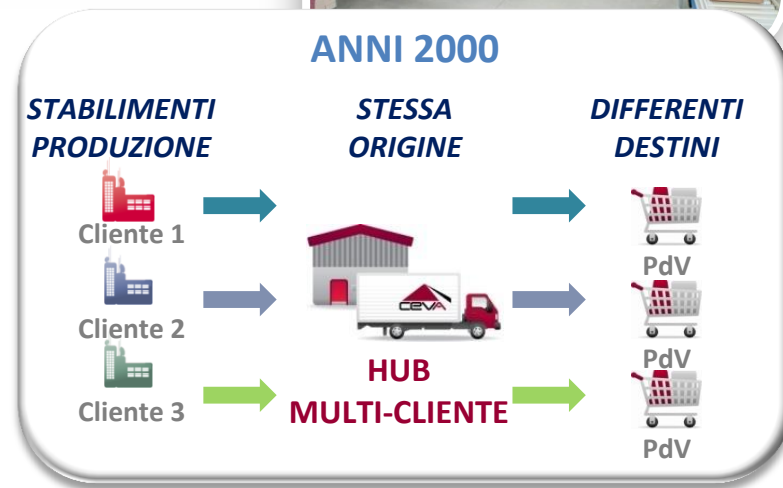 ANNI 2000
STABILIMENTI
PRODUZIONE
STESSA
ORIGINE
DIFFERENTI
DESTINI
Cliente 1
PdV
Cliente 2
CEVA
PdV
Cliente 3
HUB
MULTI-CLIENTE
PdV